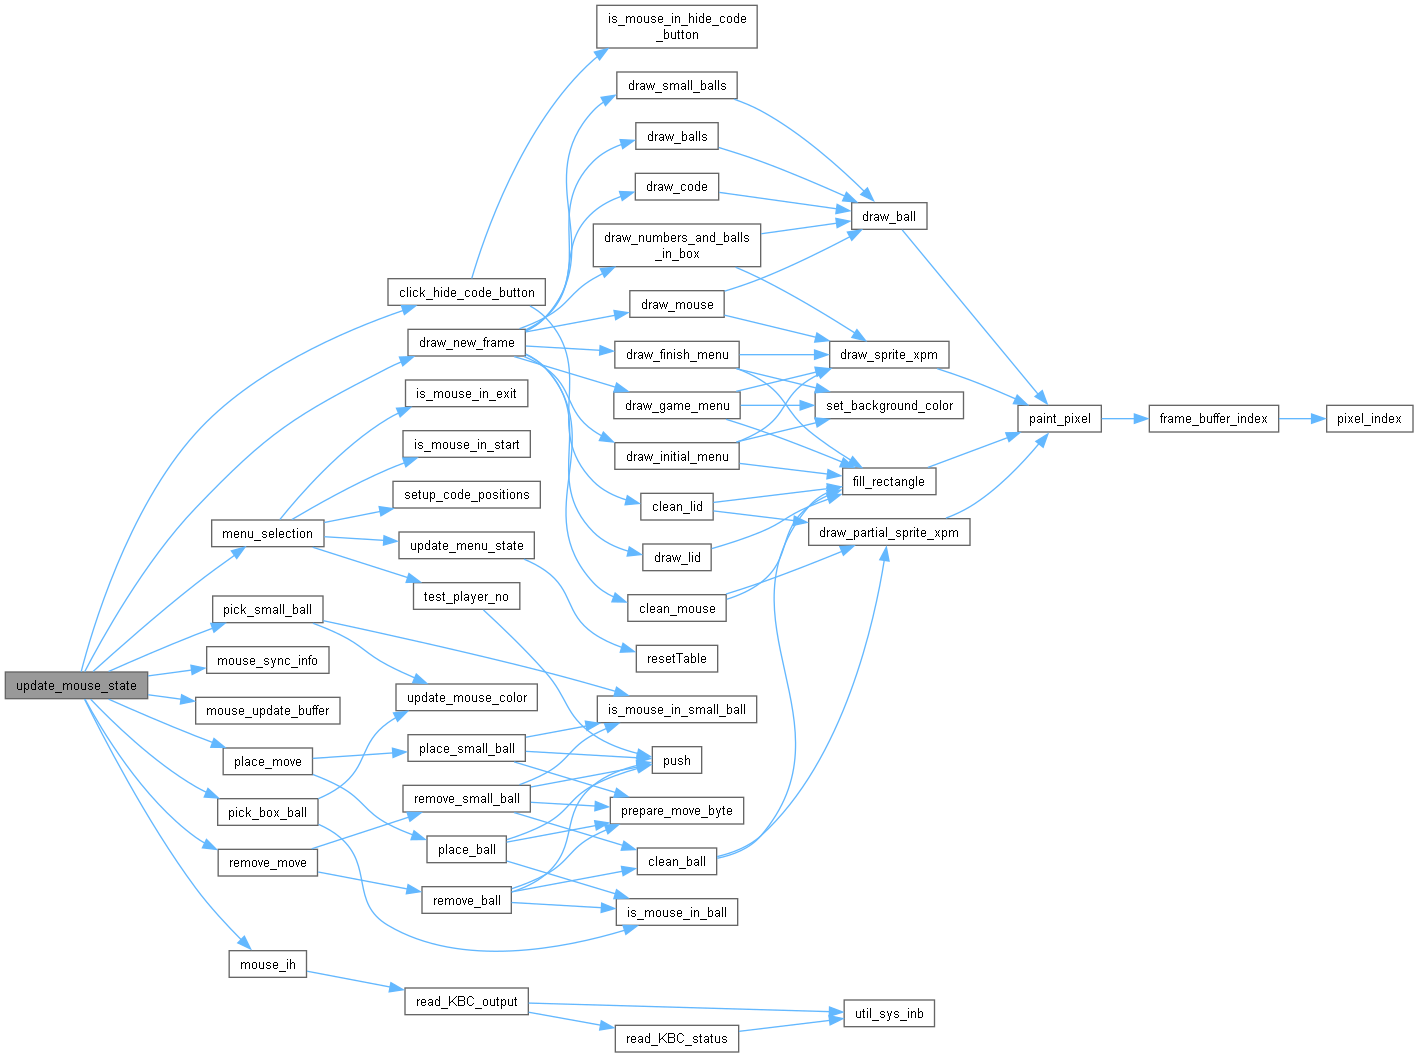 is_mouse_in_hide_code
_button
draw_small_balls
draw_balls
draw_code
draw_ball
draw_numbers_and_balls
_in_box
click_hide_code_button
draw_mouse
draw_new_frame
draw_finish_menu
draw_sprite_xpm
is_mouse_in_exit
draw_game_menu
set_background_color
paint_pixel
frame_buffer_index
pixel_index
is_mouse_in_start
draw_initial_menu
setup_code_positions
fill_rectangle
clean_lid
menu_selection
draw_partial_sprite_xpm
update_menu_state
draw_lid
test_player_no
pick_small_ball
clean_mouse
mouse_sync_info
resetTable
update_mouse_state
update_mouse_color
mouse_update_buffer
is_mouse_in_small_ball
place_small_ball
place_move
push
remove_small_ball
pick_box_ball
prepare_move_byte
place_ball
remove_move
clean_ball
remove_ball
is_mouse_in_ball
mouse_ih
read_KBC_output
util_sys_inb
read_KBC_status